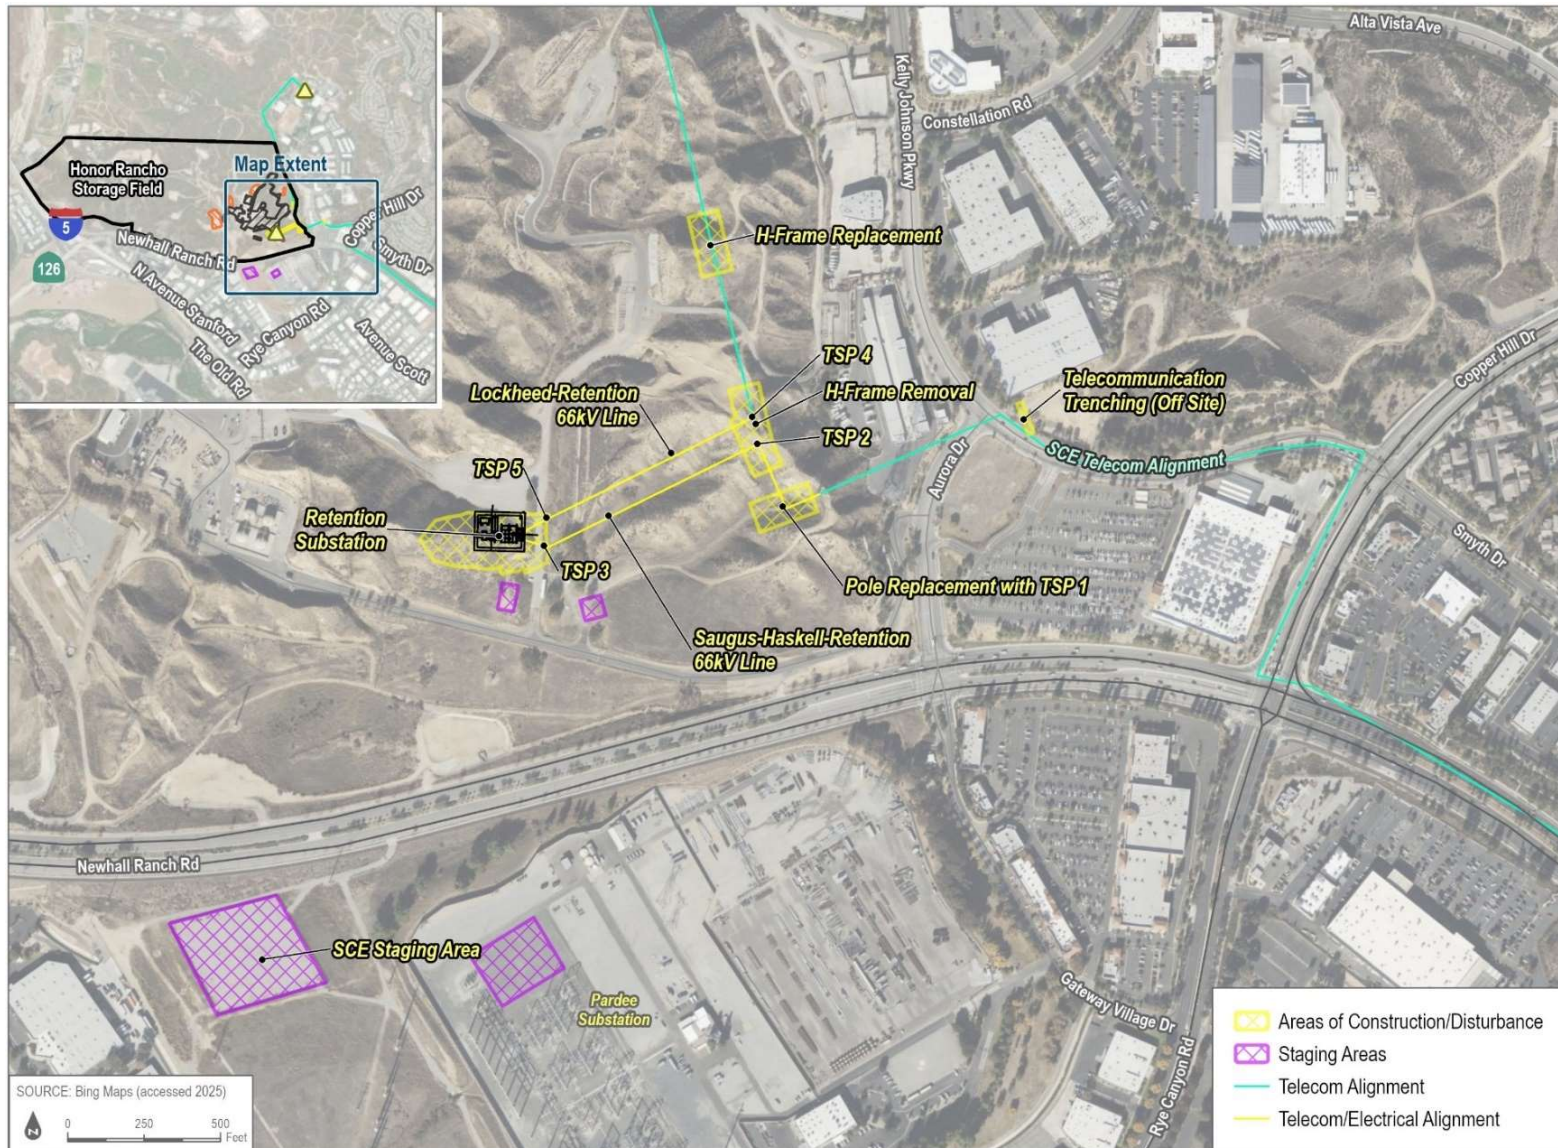 Honor Rancho
Storage Field
Map Extent
5
126
Newhall Ranch Rd
N Avenue Stanford
The Old Rd
Rye Canyon Rd
Copper Hill Dr
Smyth Dr
Avenue Scott
Alta Vista Ave
Kelly Johnson Pkwy
Constellation Rd
H-Frame Replacement
TSP 4
H-Frame Removal
TSP 2
Lockheed-Retention
66kV Line
Telecommunication
Trenching (Off Site)
Copper Hill Dr
SCE Telecom Alignment
Aurora Dr
TSP 5
Retention
Substation
TSP 3
Pole Replacement with TSP 1
Smyth Dr
Saugus-Haskell-Retention
66kV Line
Newhall Ranch Rd
SCE Staging Area
Pardee
Substation
Gateway Village Dr
Rye Canyon Rd
Areas of Construction/Disturbance
Staging Areas
Telecom Alignment
Telecom/Electrical Alignment
SOURCE: Bing Maps (accessed 2025)
N
0 250 500
Feet